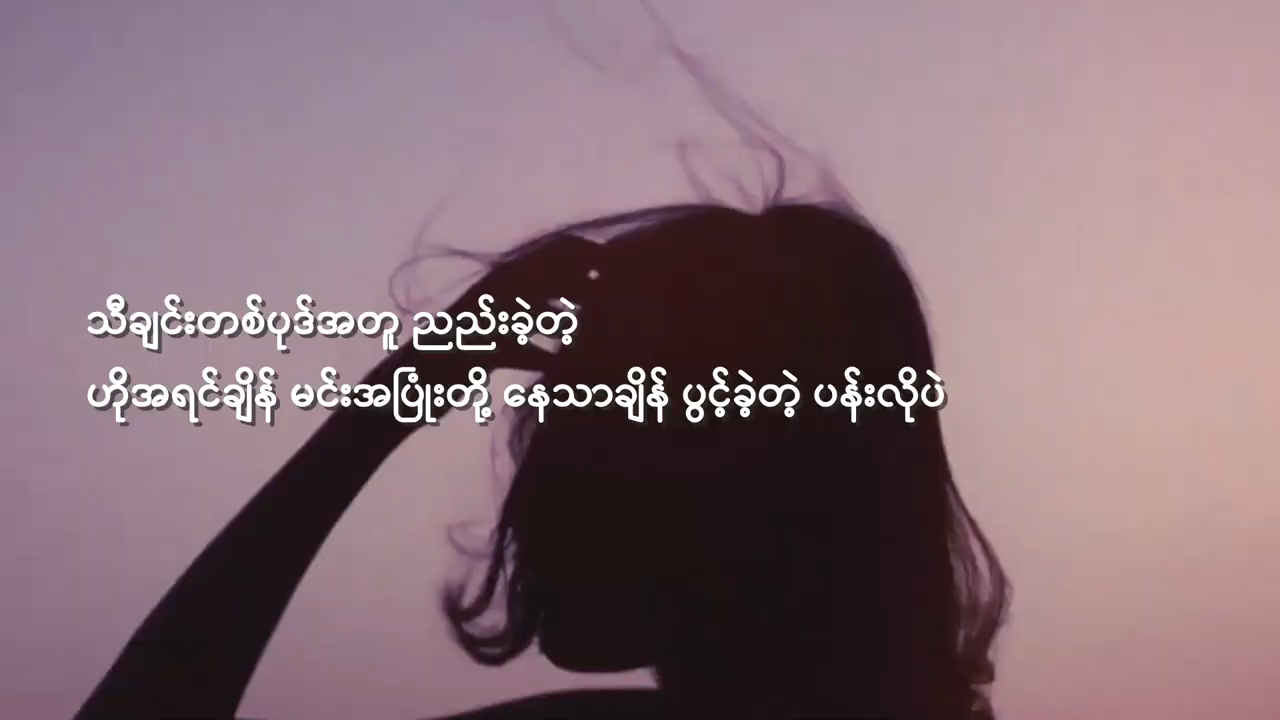 သီချင်းတစ်ပုဒ်အတူ ညည်းခဲ့တဲ့
ဟိုအရင်ချိန် မင်းအပြုံးတို့ နေသာချိန် ပွင့်ခဲ့တဲ့ ပန်းလိုပဲ